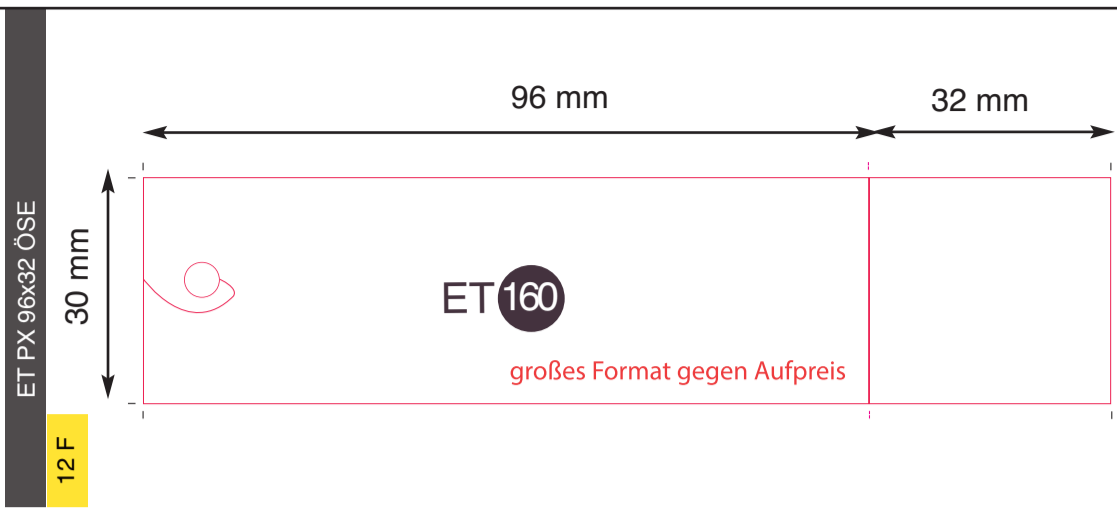 96 mm
32 mm
30 mm
ET PX 96x32 ÖSE
ET 160
großes Format gegen Aufpreis
12 F